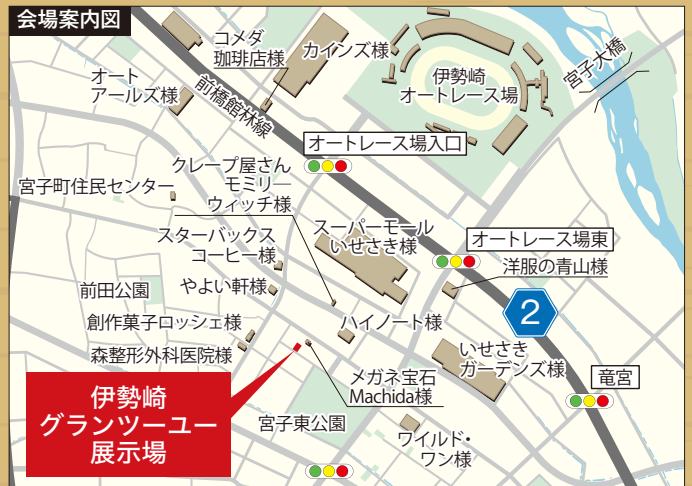 会場案内図
コメダ
珈琲店様
カインズ様
オート
アールズ様
前橋館林線
伊勢崎
オートレース場
宮子大橋
オートレース場入口
クレープ屋さん
モミリー
ウィッチ様
宮子町住民センター
スターバックス
コーヒー様
スーパーモール
いせさき様
オートレース場東
洋服の青山様
前田公園
やよい軒様
2
創作菓子ロッシェ様
ハイノート様
森整形外科医院様
いせさき
ガーデンズ様
メガネ宝石
Machida様
竜宮
伊勢崎
グランツーユー
展示場
宮子東公園
ワイルド・
ワン様